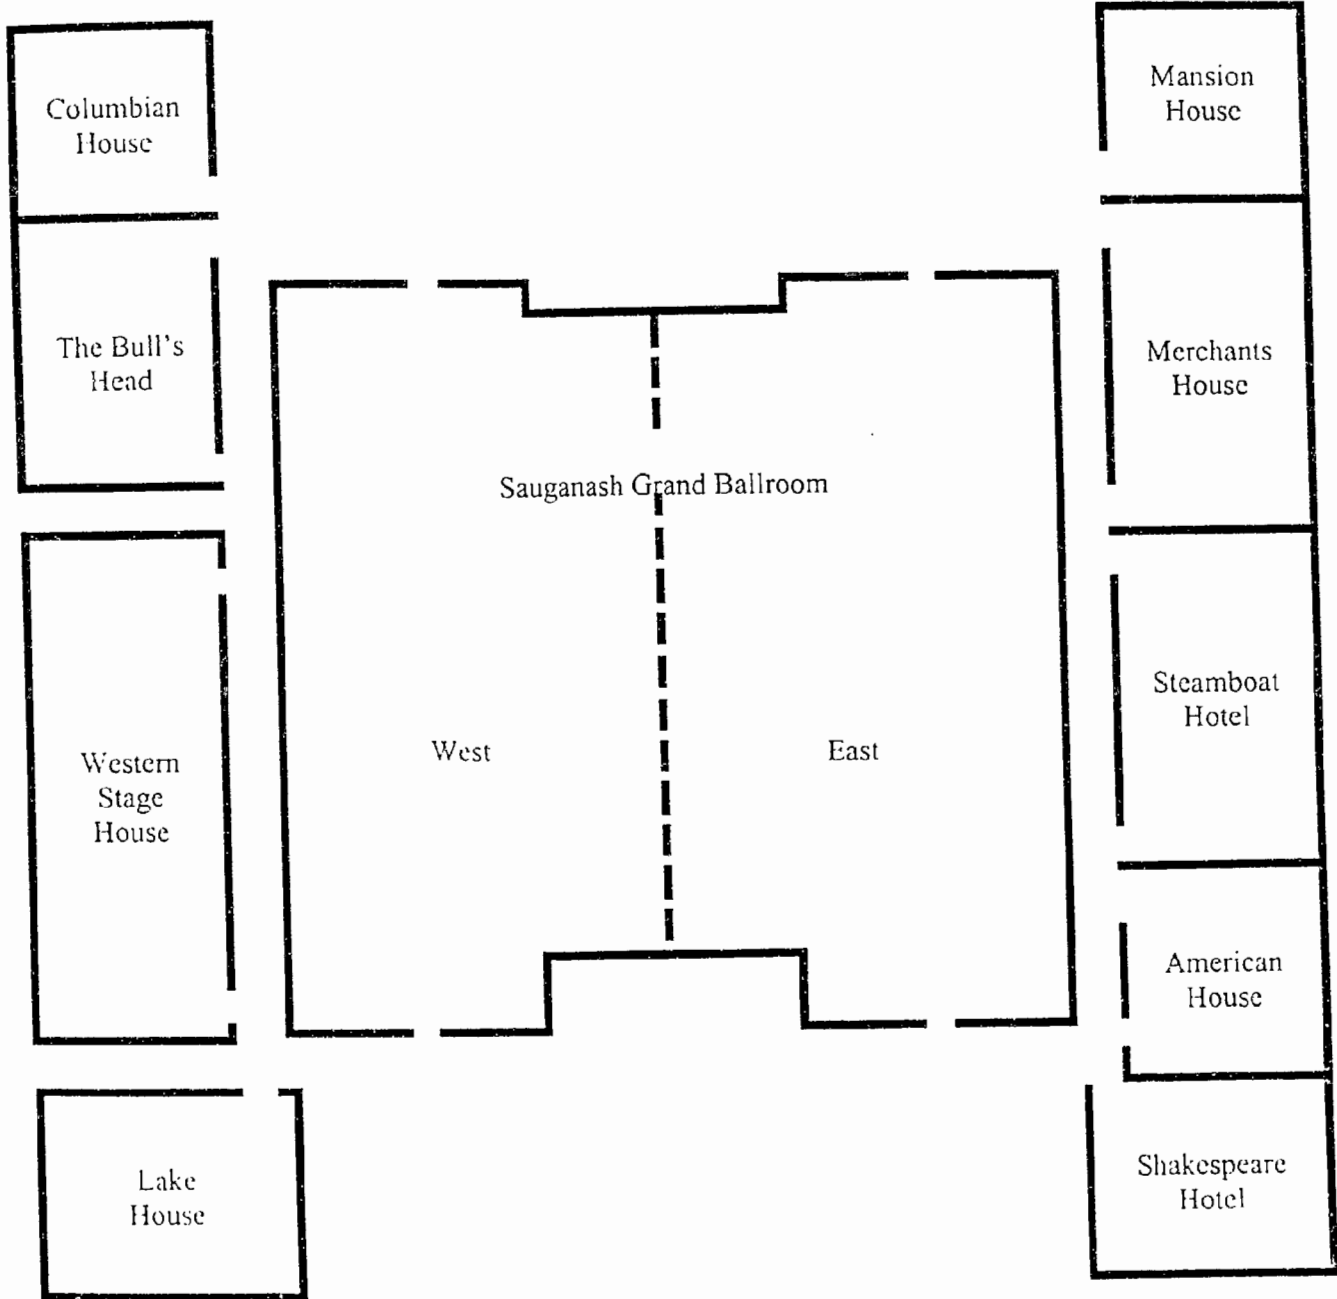 Columbian
House
Mansion
House
The Bull's
Head
Merchants
House
Sauganash Grand Ballroom
Steamboat
Hotel
West
East
Western
Stage
House
American
House
Lake
House
Shakespeare
Hotel